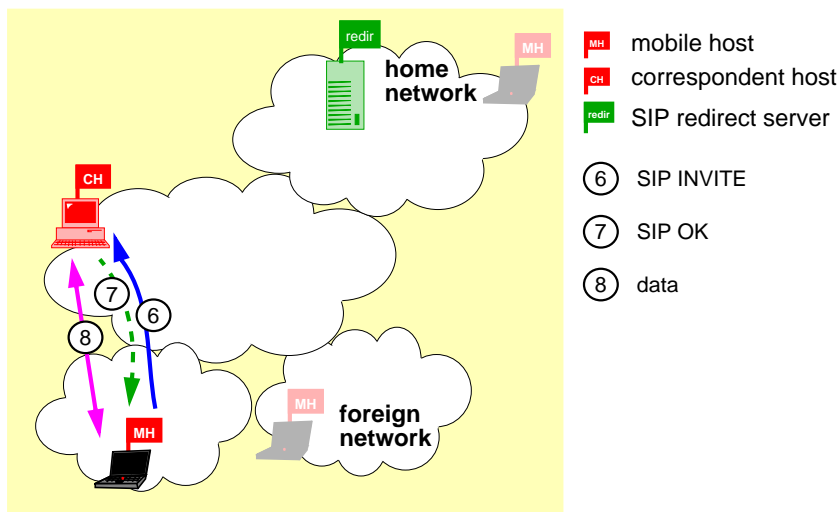 redir
MH
home
network
CH
7
6
8
MH
foreign
network
MH
MH mobile host
CH correspondent host
redir SIP redirect server
6 SIP INVITE
7 SIP OK
8 data